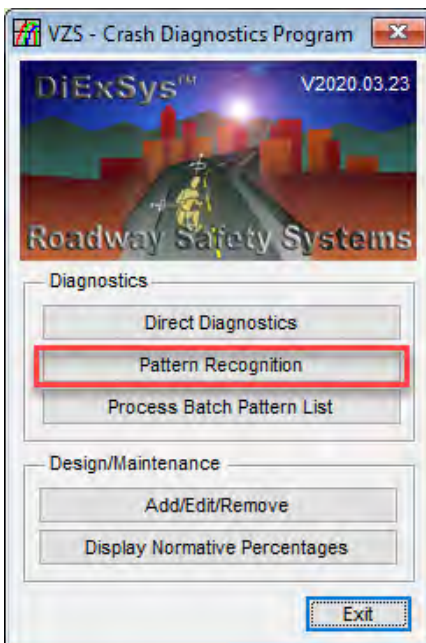 VZS - Crash Diagnostics Program
DiExSys™ V2020.03.23
Roadway Safety Systems
Diagnostics
Direct Diagnostics
Pattern Recognition
Process Batch Pattern List
Design/Maintenance
Add/Edit/Remove
Display Normative Percentages
Exit